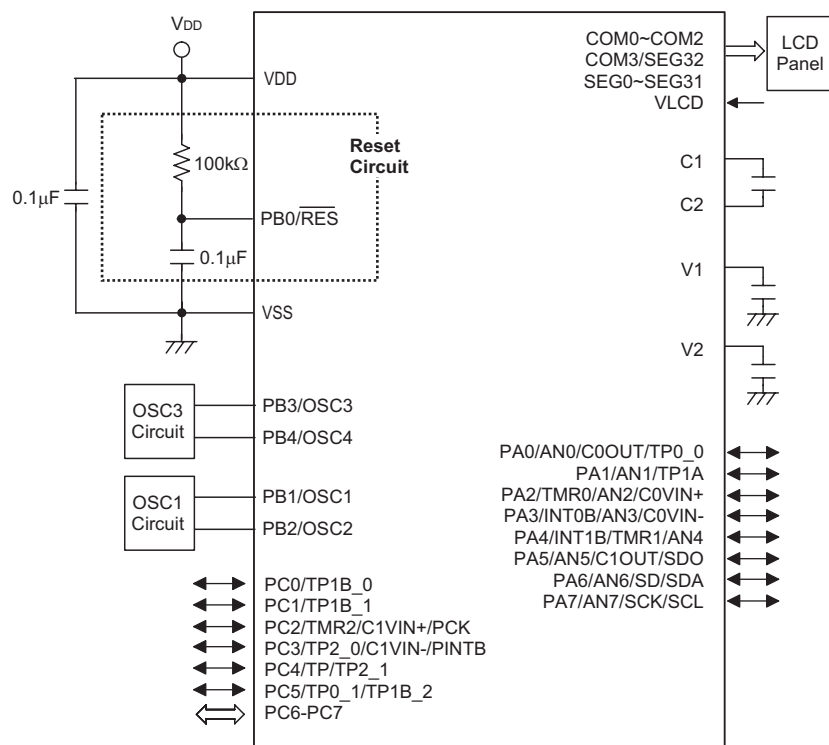 VDD
VDD
Reset
Circuit
100kΩ
0.1μF
PB0/RES
0.1μF
VSS
OSC3
Circuit
PB3/OSC3
PB4/OSC4
OSC1
Circuit
PB1/OSC1
PB2/OSC2
PC0/TP1B_0
PC1/TP1B_1
PC2/TMR2/C1VIN+/PCK
PC3/TP2_0/C1VIN-/PINTB
PC4/TP/TP2_1
PC5/TP0_1/TP1B_2
PC6-PC7
COM0~COM2
COM3/SEG32
SEG0~SEG31
VLCD
LCD
Panel
C1
C2
V1
V2
PA0/AN0/C0OUT/TP0_0
PA1/AN1/TP1A
PA2/TMR0/AN2/C0VIN+
PA3/INT0B/AN3/C0VIN-
PA4/INT1B/TMR1/AN4
PA5/AN5/C1OUT/SDO
PA6/AN6/SD/SDA
PA7/AN7/SCK/SCL